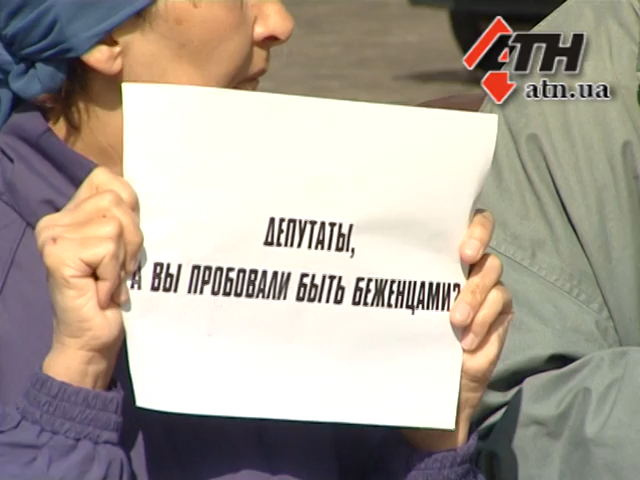 АТН
atn.ua
ДЕПУТАТЫ,
А ВЫ ПРОБОВАЛИ БЫТЬ БЕЖЕНЦАМИ?